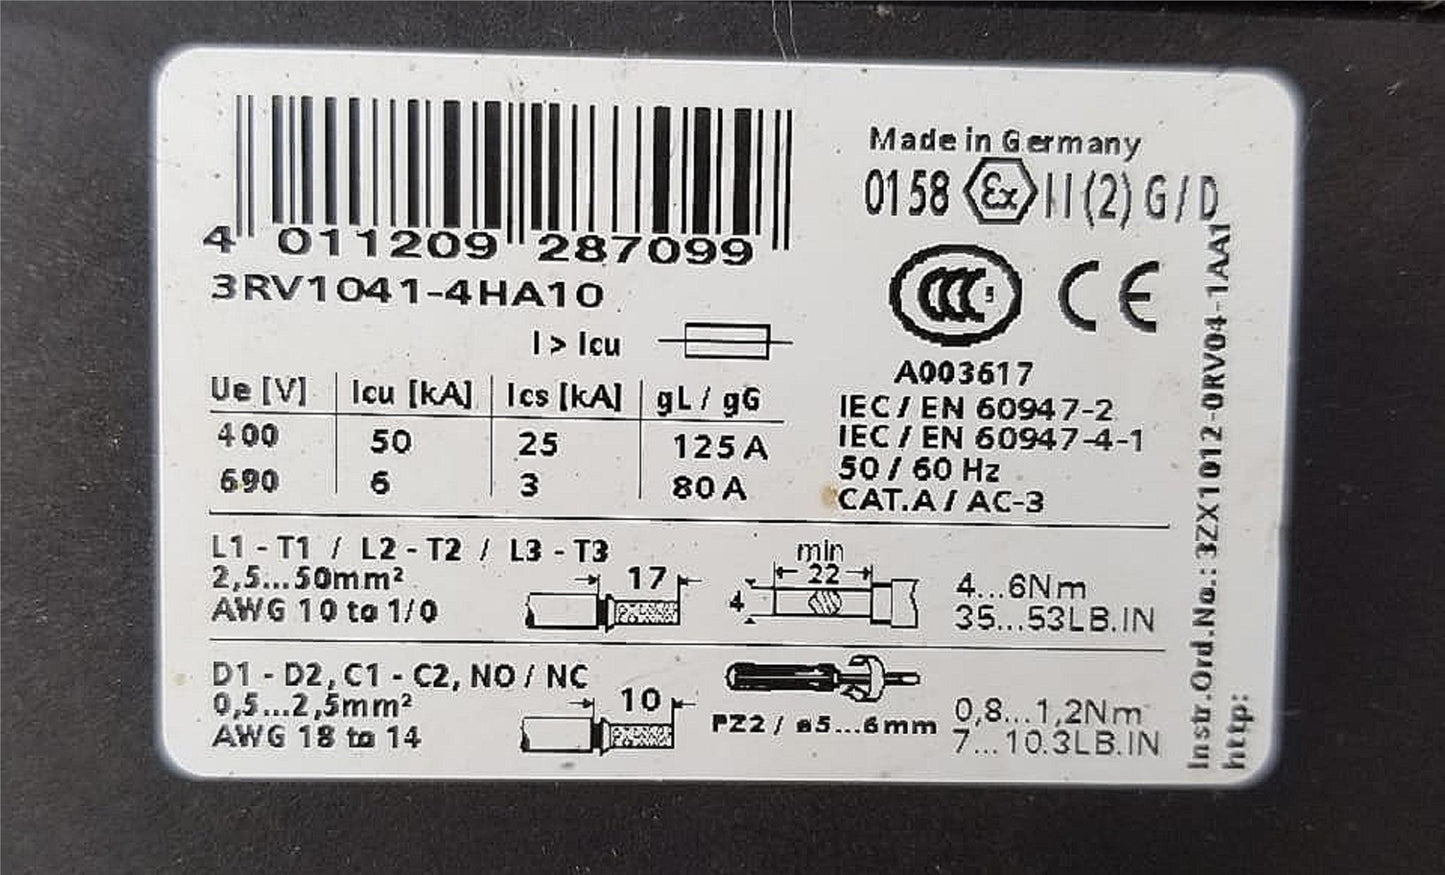 4 011209 287099
3RV1041-4HA10
I > Icu
Ue [V] Icu [kA] Ics [kA] gL / gG
400 50 25 125 A
690 6 3 80 A
Made in Germany
0158 Ex II (2) G / D
CCC S CE
A003617
IEC / EN 60947-2
IEC / EN 60947-4-1
50 / 60 Hz
CAT.A / AC-3
L1 - T1 / L2 - T2 / L3 - T3
2,5...50mm²
AWG 10 to 1/0
17
min
22
4
4...6Nm
35...53LB.IN
D1 - D2, C1 - C2, NO / NC
0,5...2,5mm²
AWG 18 to 14
10
PZ2 / ø5...6mm
0,8...1,2Nm
7...10.3LB.IN
Instr.Ord.No.: 3ZX1012-0RV04-1AA1
http: